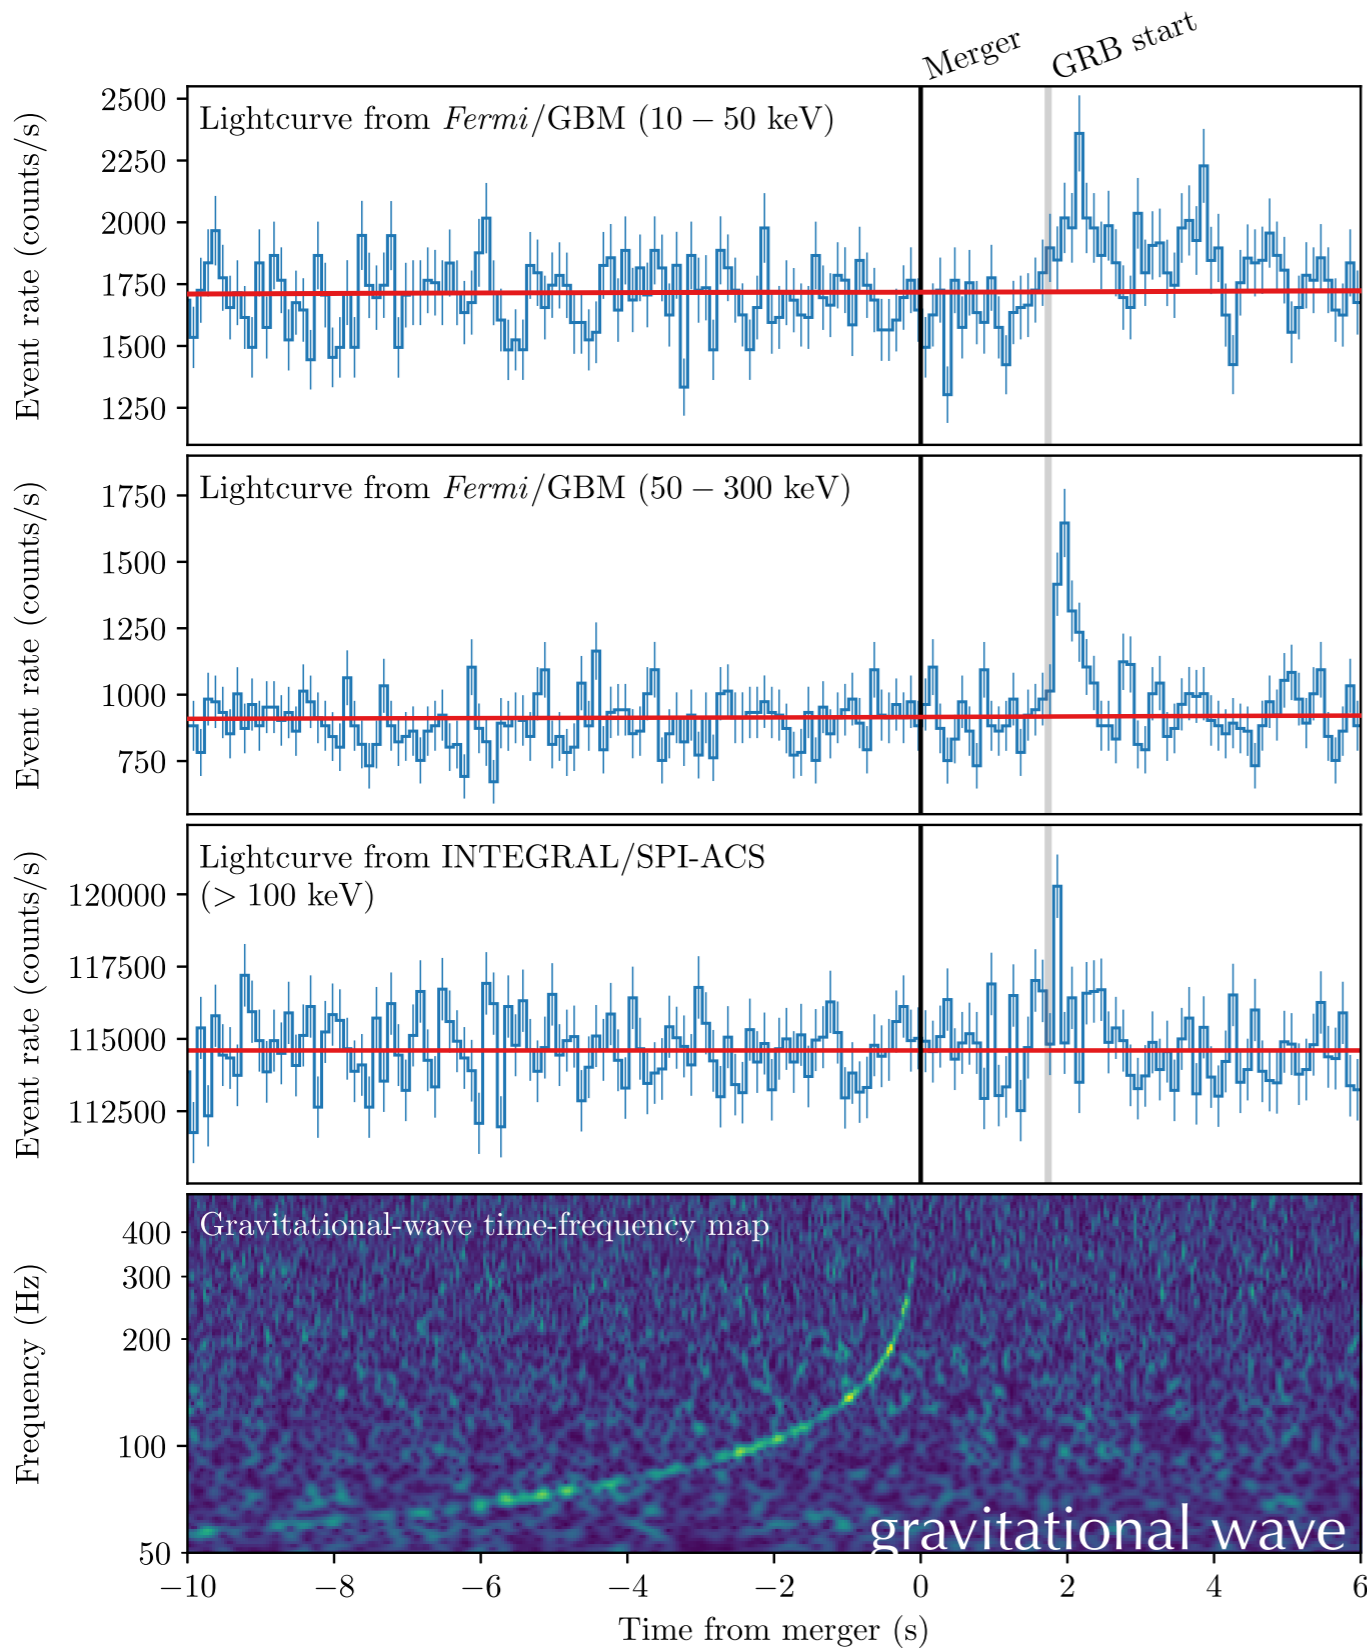 Merger GRB start
2500
2250
2000
1750
1500
1250
Event rate (counts/s)
Lightcurve from Fermi/GBM (10 − 50 keV)
1750
1500
1250
1000
750
Event rate (counts/s)
Lightcurve from Fermi/GBM (50 − 300 keV)
120000
117500
115000
112500
Event rate (counts/s)
Lightcurve from INTEGRAL/SPI-ACS
(> 100 keV)
400
300
200
100
50
Frequency (Hz)
Gravitational-wave time-frequency map
gravitational wave
−10 −8 −6 −4 −2 0 2 4 6
Time from merger (s)